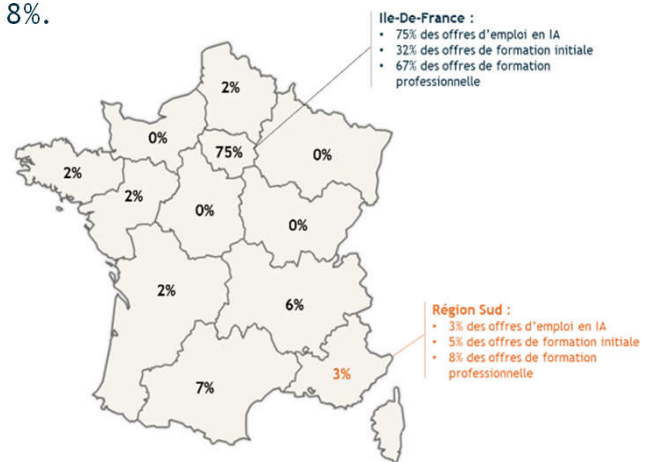 8%.
Ile-De-France :
• 75% des offres d'emploi en IA
• 32% des offres de formation initiale
• 67% des offres de formation
professionnelle
2%
0%
75%
0%
2%
2%
0%
0%
2%
6%
Région Sud :
• 3% des offres d'emploi en IA
• 5% des offres de formation initiale
• 8% des offres de formation
professionnelle
3%
7%